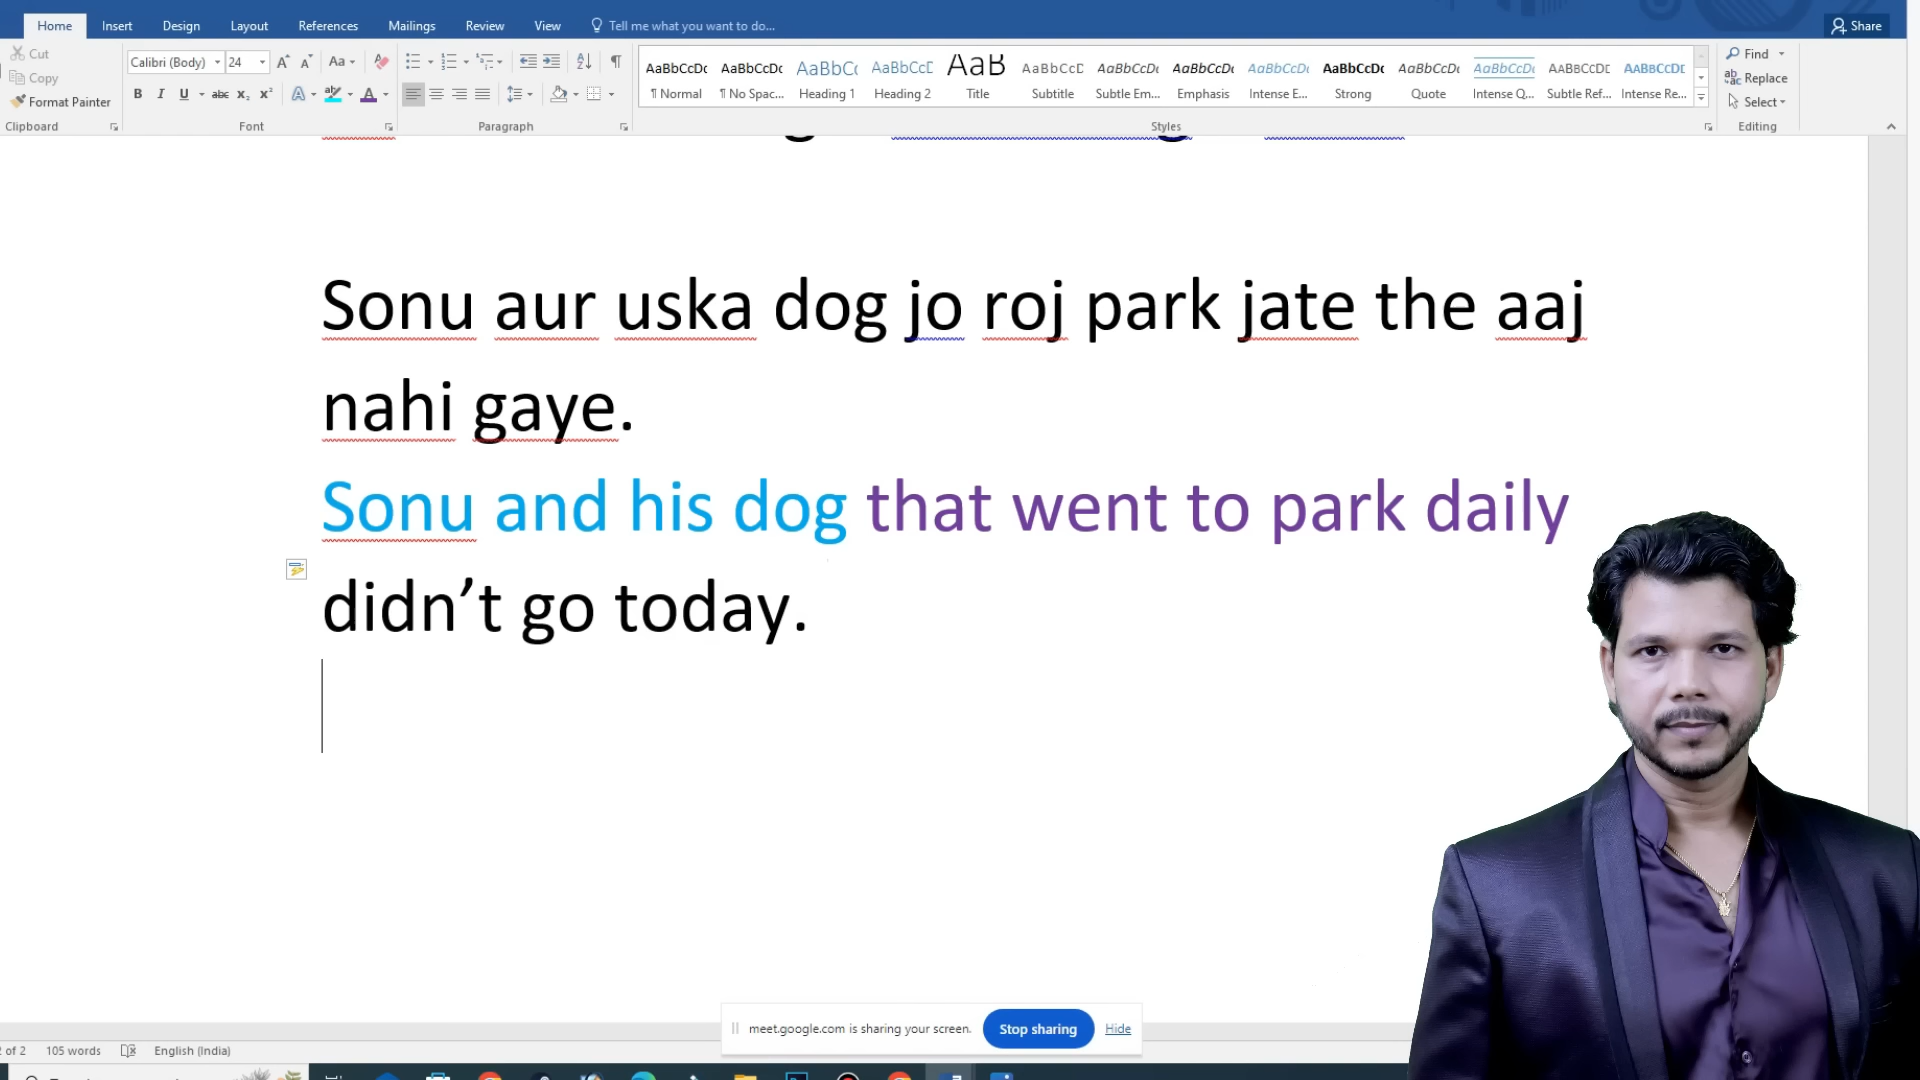 Home Insert Design Layout References Mailings Review View Tell me what you want to do... Share
Cut
Copy
Format Painter
Clipboard
Calibri (Body) 24
Font
Paragraph
AaBbCcDc AaBbCcDc AaBbCc AaBbCcD AaB AaBbCcD AaBbCcDc AaBbCcDc AaBbCcDc AaBbCcDc AaBbCcDc AaBbCcDc AaBbCcDc AaBbCcDc
¶ Normal ¶ No Spac... Heading 1 Heading 2 Title Subtitle Subtle Em... Emphasis Intense E... Strong Quote Intense Q... Subtle Ref... Intense Re...
Styles
Find
Replace
Select
Editing
Sonu aur uska dog jo roj park jate the aaj
nahi gaye.
Sonu and his dog that went to park daily
didn’t go today.
meet.google.com is sharing your screen. Stop sharing Hide
of 2 105 words English (India)